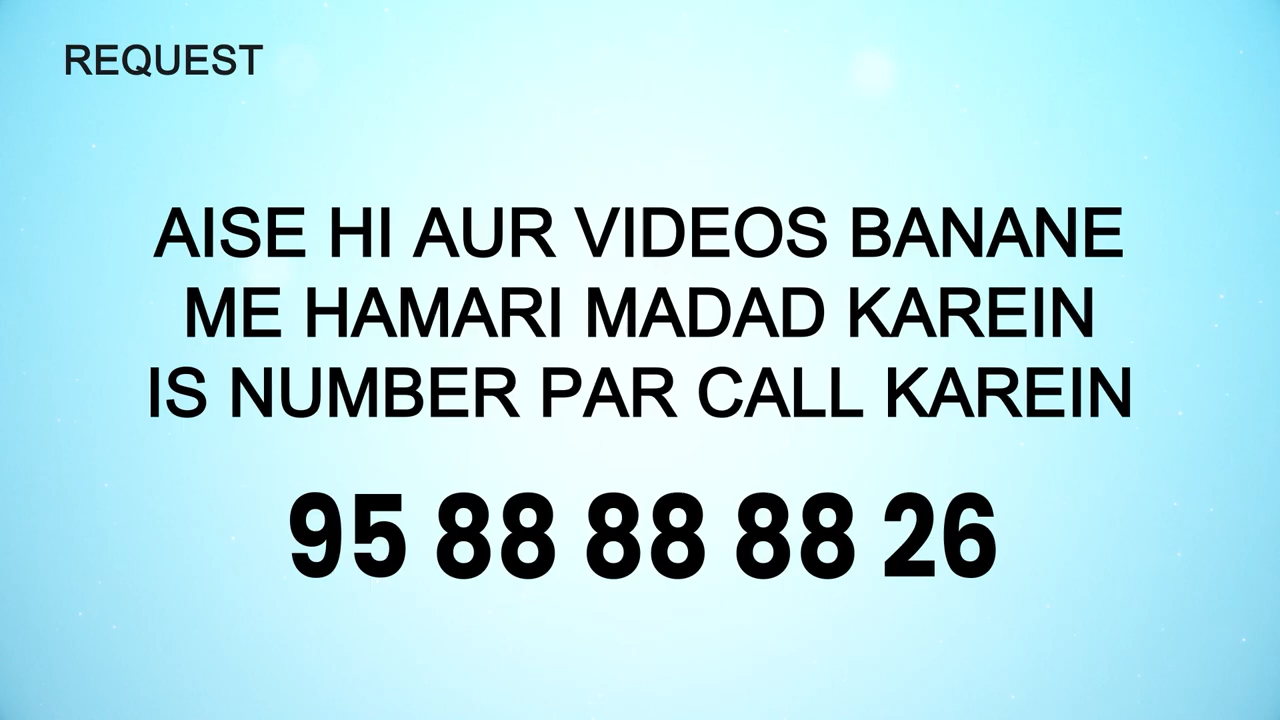 REQUEST
AISE HI AUR VIDEOS BANANE
ME HAMARI MADAD KAREIN
IS NUMBER PAR CALL KAREIN
95 88 88 88 26